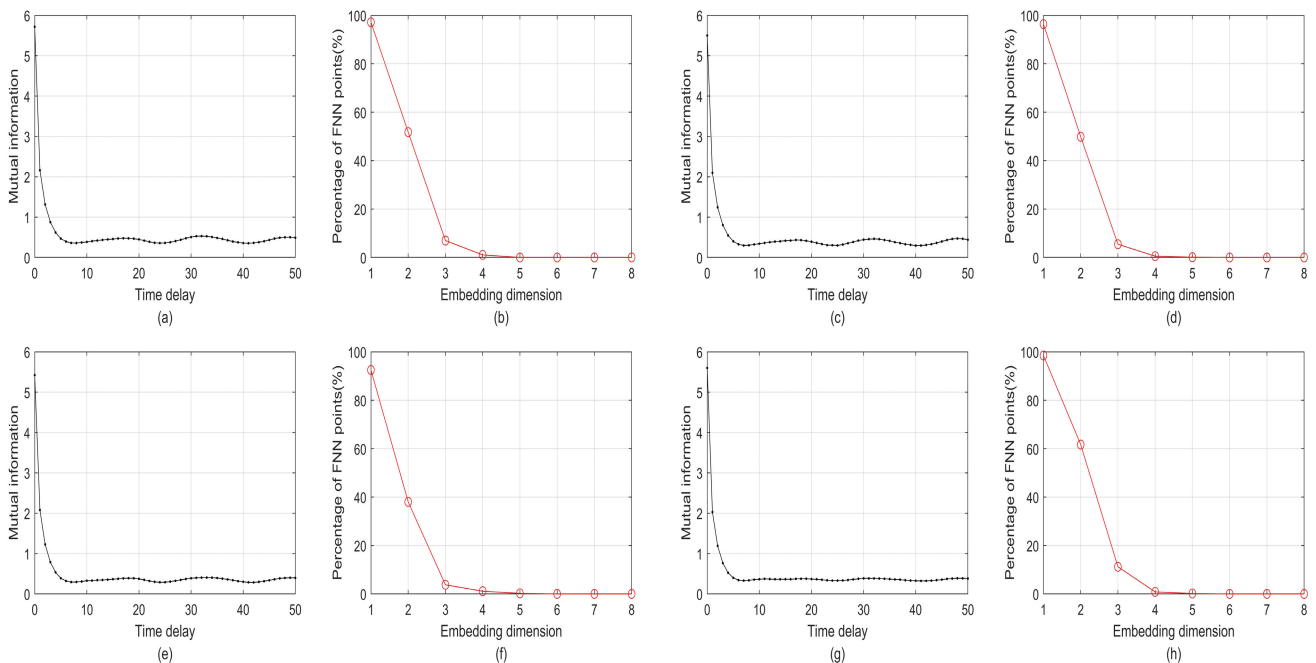 6
5
4
3
2
1
0
0 10 20 30 40 50
Mutual information
Time delay
(a)
100
80
60
40
20
0
1 2 3 4 5 6 7 8
Percentage of FNN points(%)
Embedding dimension
(b)
6
5
4
3
2
1
0
0 10 20 30 40 50
Mutual information
Time delay
(c)
100
80
60
40
20
0
1 2 3 4 5 6 7 8
Percentage of FNN points(%)
Embedding dimension
(d)
6
5
4
3
2
1
0
0 10 20 30 40 50
Mutual information
Time delay
(e)
100
80
60
40
20
0
1 2 3 4 5 6 7 8
Percentage of FNN points(%)
Embedding dimension
(f)
6
5
4
3
2
1
0
0 10 20 30 40 50
Mutual information
Time delay
(g)
100
80
60
40
20
0
1 2 3 4 5 6 7 8
Percentage of FNN points(%)
Embedding dimension
(h)